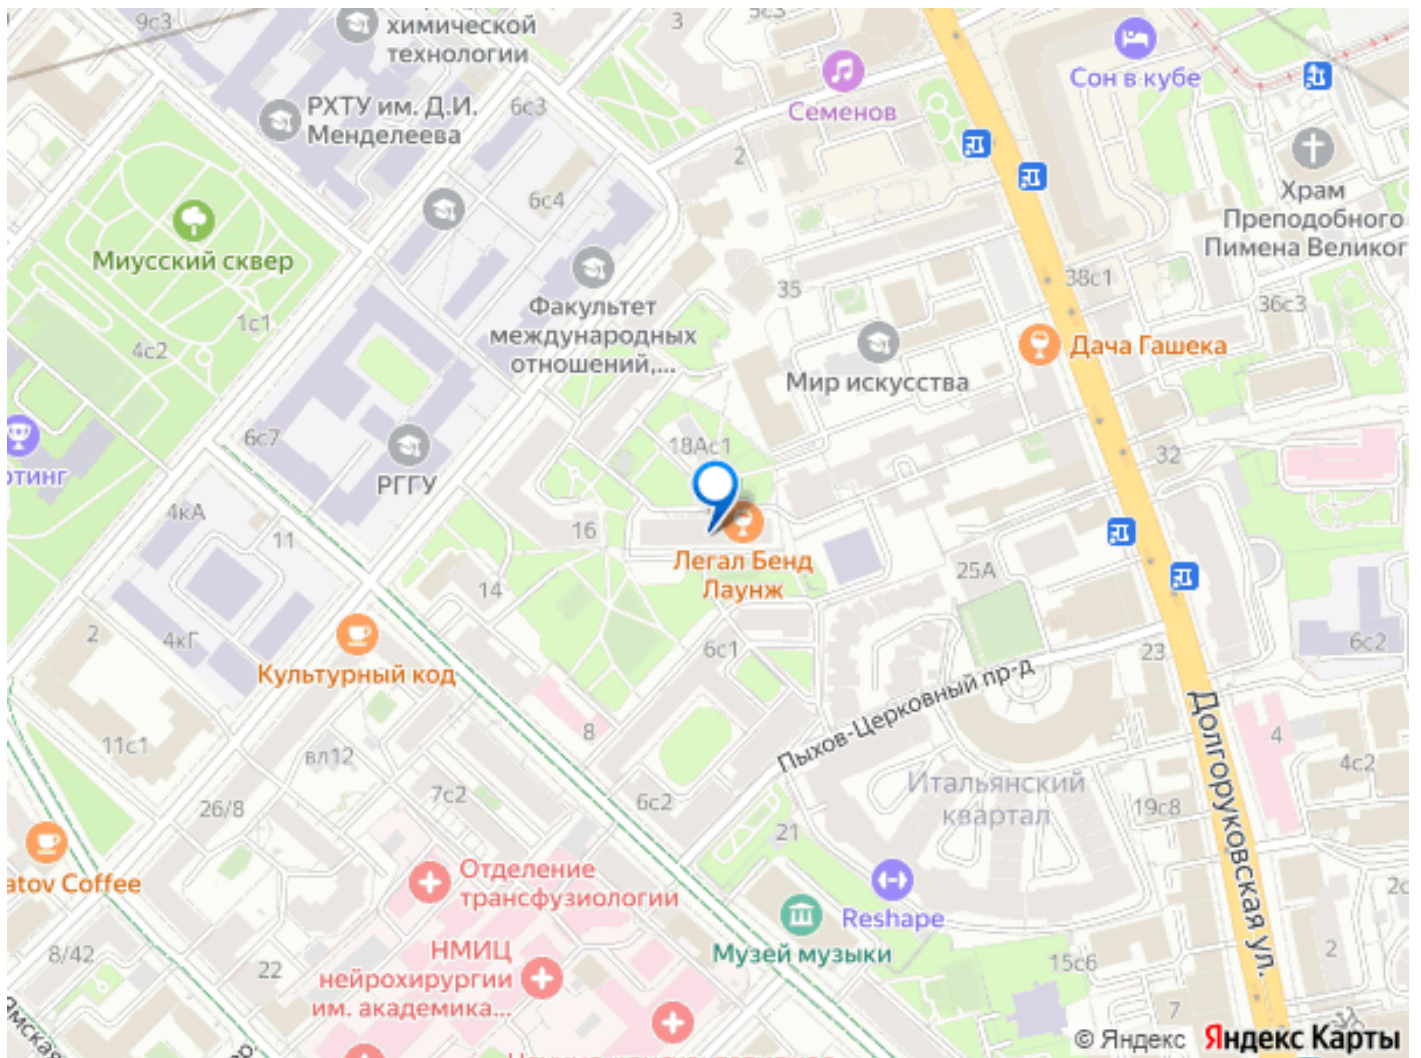 9с3
химической
технологии
3
5с3
Сон в кубе
Семенов
РХТУ им. Д.И.
Менделеева
6с3
2
6с4
Храм
Преподобного
Пимена Великог
Миусский сквер
1с1
4с2
Факультет
международных
отношений,...
35
38с1
36с3
Дача Гашека
Мир искусства
6с7
ртинг
РГГУ
18Ас1
32
4кА
11
16
Легал Бенд
Лаунж
25А
14
2
4кГ
Культурный код
6с1
23
6с2
Пыхов-Церковный пр-д
Долгоруковская ул.
11с1
вл12
8
4
4с2
26/8
7с2
6с2
21
Итальянский
квартал
19с8
atov Coffee
Отделение
трансфузиологии
Reshape
2с
Музей музыки
8/42
22
НМИЦ
нейрохирургии
им. академика...
15с6
2
7
ямская
© Яндекс Яндекс Карты